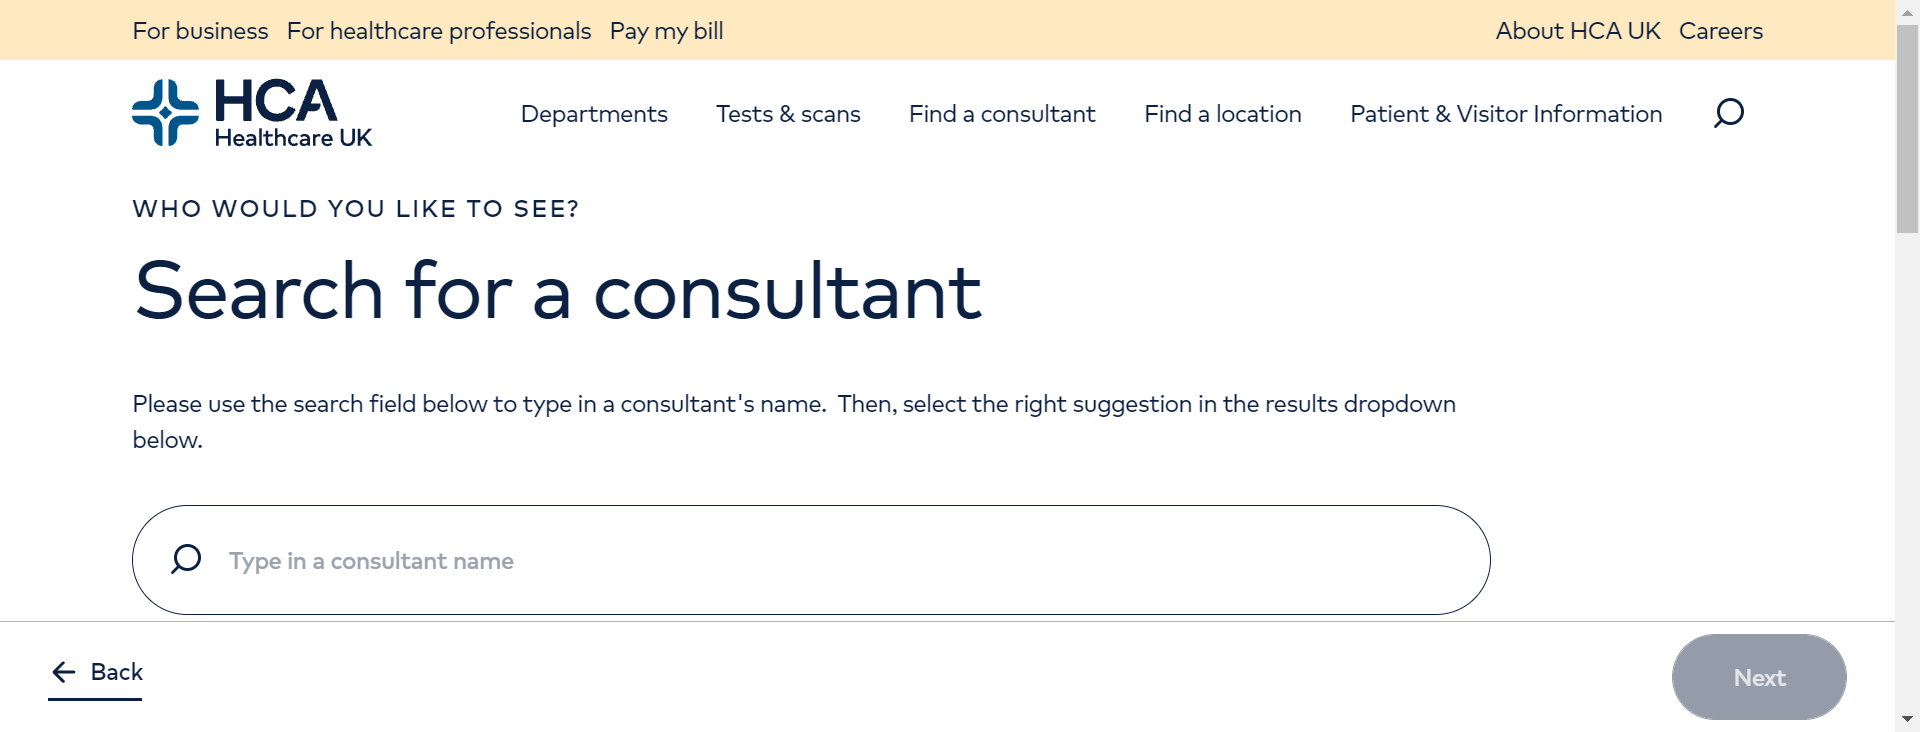 For business For healthcare professionals Pay my bill About HCA UK Careers
HCA
Healthcare UK
Departments Tests & scans Find a consultant Find a location Patient & Visitor Information
WHO WOULD YOU LIKE TO SEE?
Search for a consultant
Please use the search field below to type in a consultant's name.  Then, select the right suggestion in the results dropdown
below.
Type in a consultant name
Back
Next